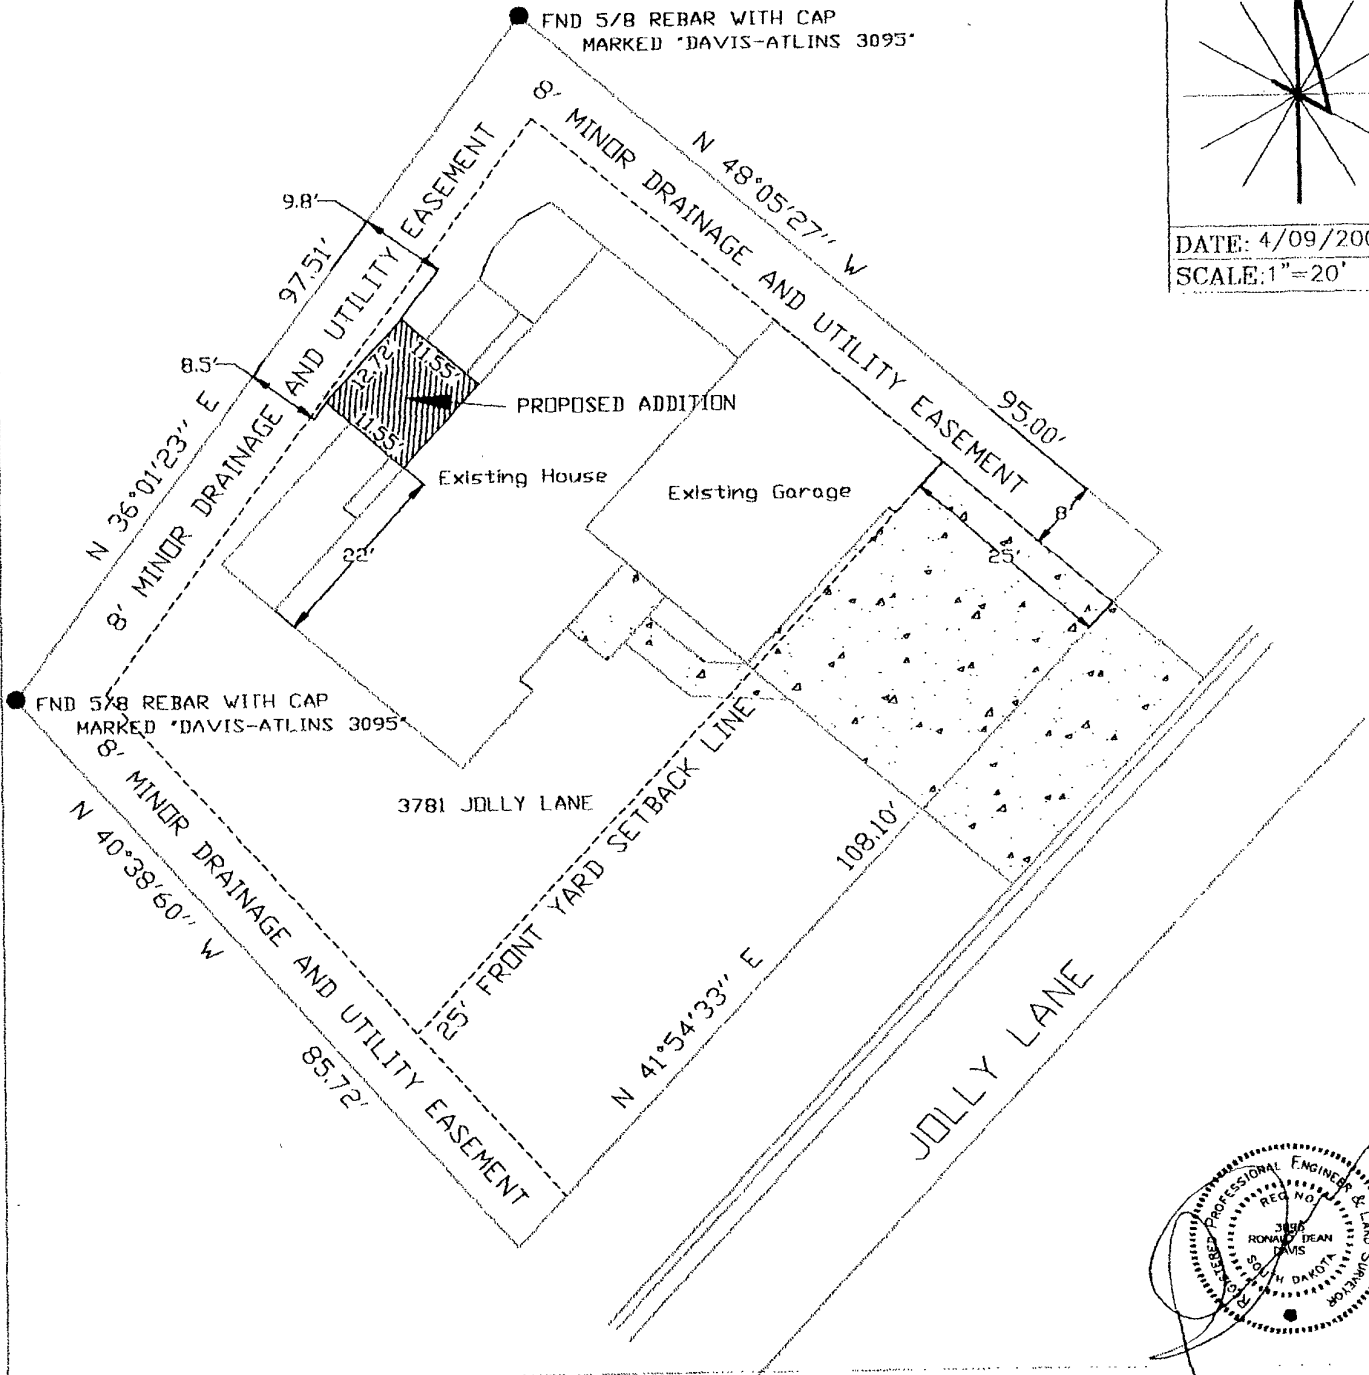 FND 5/8 REBAR WITH CAP
MARKED "DAVIS-ATLINS 3095"
8' MINOR DRAINAGE AND UTILITY EASEMENT
N 48°05'27" W
95.00'
DATE: 4/09/200
SCALE:1"=20'
9.8'
97.51'
8.5'
N 36°01'23" E
8' MINOR DRAINAGE AND UTILITY EASEMENT
12.72'
11.55'
11.55'
PROPOSED ADDITION
Existing House
Existing Garage
22'
8'
25'
FND 5/8 REBAR WITH CAP
MARKED "DAVIS-ATLINS 3095"
8' MINOR DRAINAGE AND UTILITY EASEMENT
N 40°38'60" W
85.72'
3781 JOLLY LANE
25' FRONT YARD SETBACK LINE
108.10'
N 41°54'33" E
JOLLY LANE
REGISTERED PROFESSIONAL ENGINEER & LAND SURVEYOR
REG. NO.
3095
RONALD DEAN
DAVIS
SOUTH DAKOTA